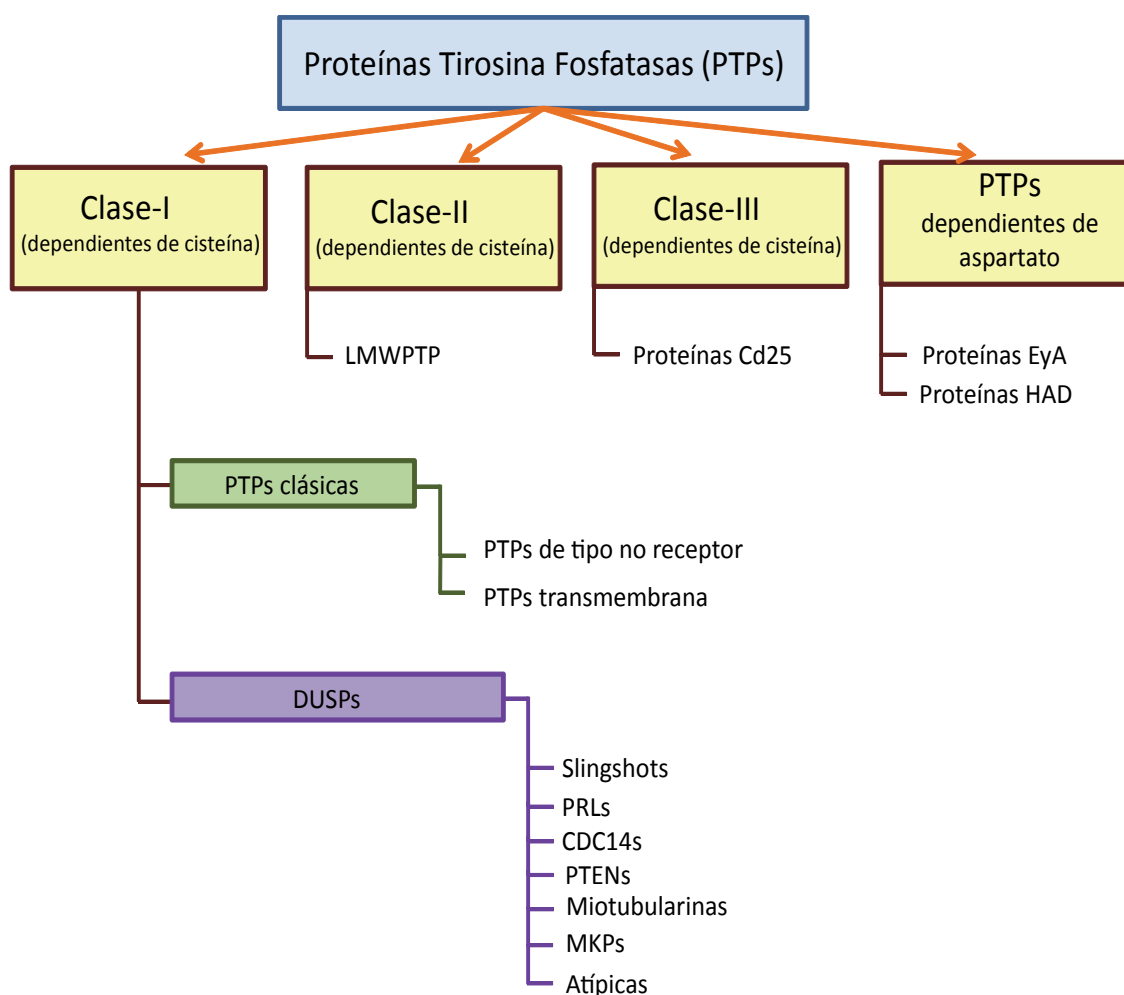 Proteínas Tirosina Fosfatasas (PTPs)
Clase-I
(dependientes de cisteína)
Clase-II
(dependientes de cisteína)
Clase-III
(dependientes de cisteína)
PTPs
dependientes de
aspartato
LMWPTP
Proteínas Cd25
Proteínas EyA
Proteínas HAD
PTPs clásicas
PTPs de tipo no receptor
PTPs transmembrana
DUSPs
Slingshots
PRLs
CDC14s
PTENs
Miotubularinas
MKPs
Atípicas